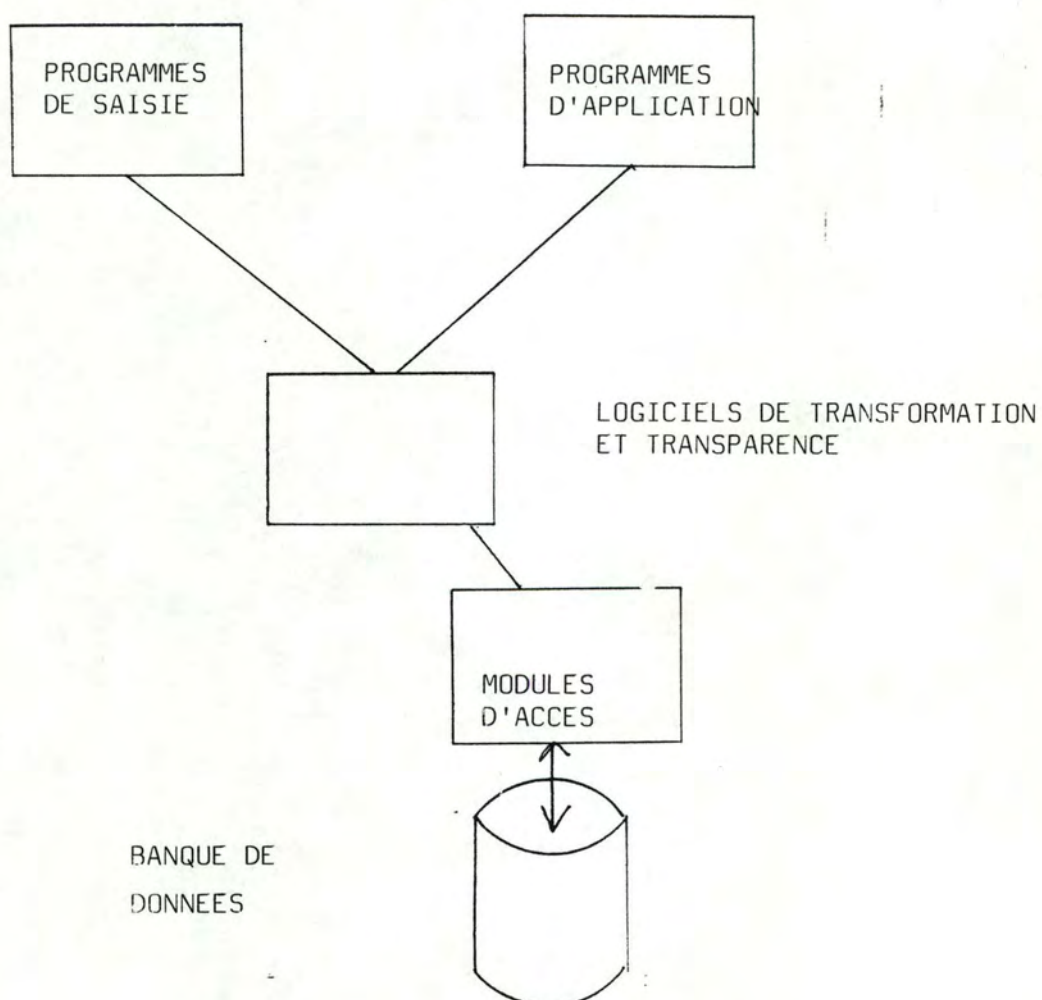 PROGRAMMES
DE SAISIE
PROGRAMMES
D'APPLICATION
LOGICIELS DE TRANSFORMATION
ET TRANSPARENCE
MODULES
D'ACCES
BANQUE DE
DONNEES